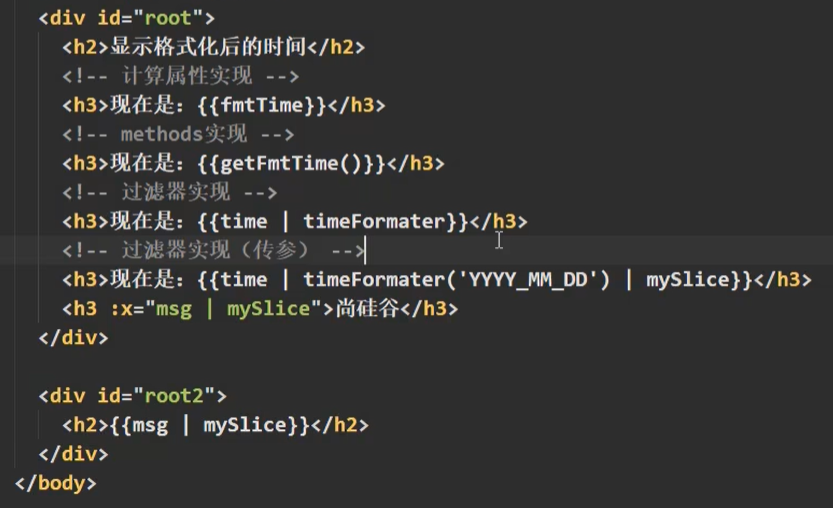 <div id="root">
<h2>显示格式化后的时间</h2>
<!-- 计算属性实现 -->
<h3>现在是：{{fmtTime}}</h3>
<!-- methods实现 -->
<h3>现在是：{{getFmtTime()}}</h3>
<!-- 过滤器实现 -->
<h3>现在是：{{time | timeFormater}}</h3>
<!-- 过滤器实现（传参） -->
<h3>现在是：{{time | timeFormater('YYYY_MM_DD') | mySlice}}</h3>
<h3 :x="msg | mySlice">尚硅谷</h3>
</div>
<div id="root2">
<h2>{{msg | mySlice}}</h2>
</div>
</body>